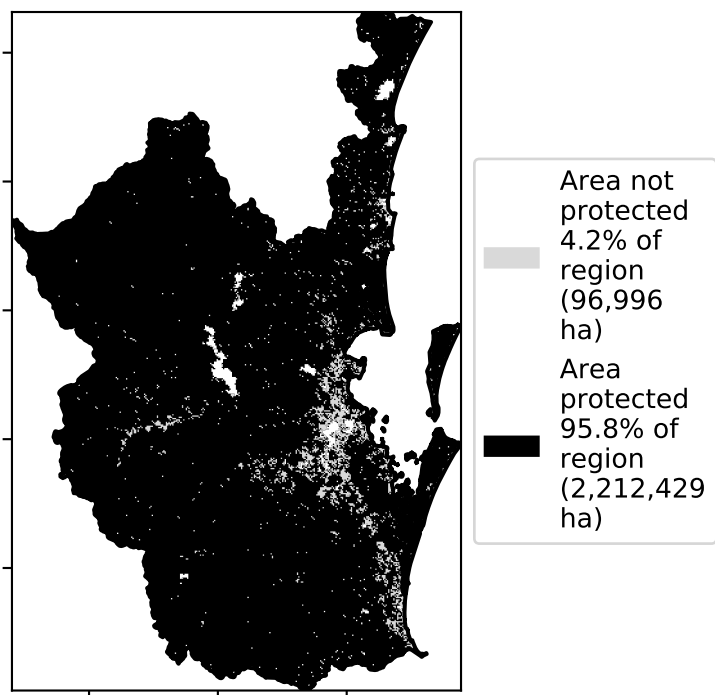 Area not
protected
4.2% of
region
(96,996
ha)
Area
protected
95.8% of
region
(2,212,429
ha)